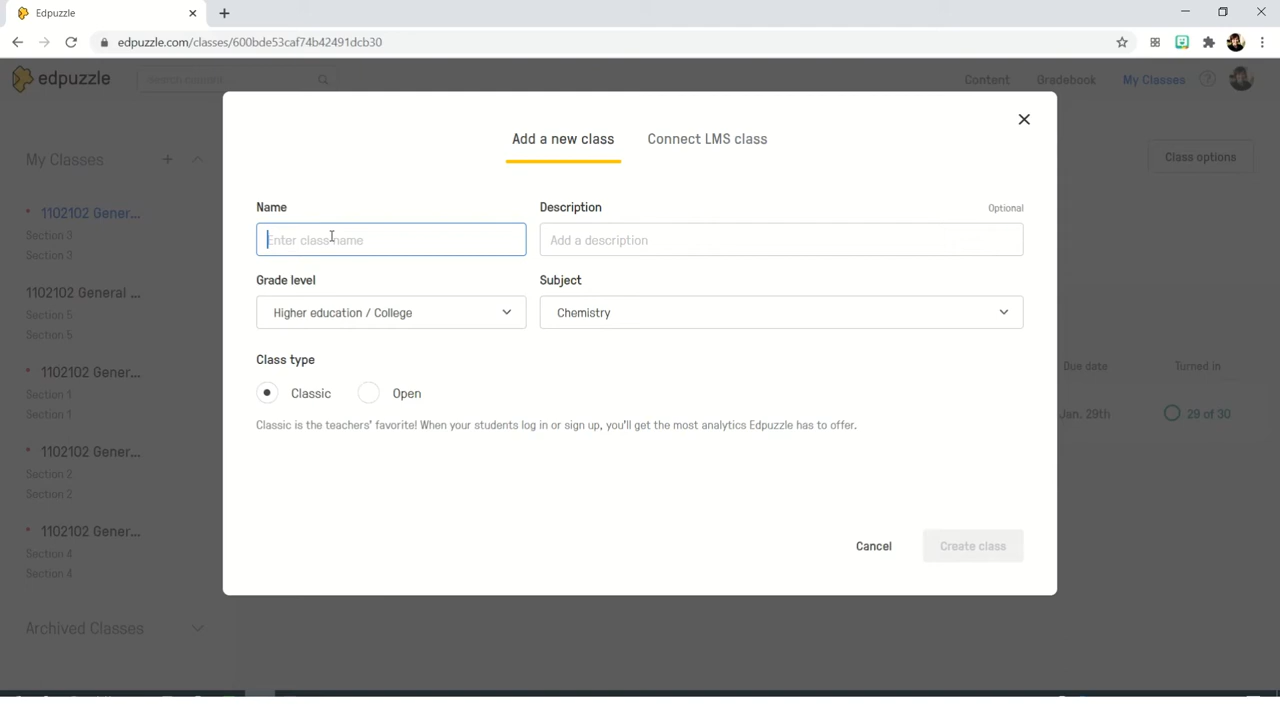 Edpuzzle
edpuzzle.com/classes/600bde53caf74b42491dcb30
edpuzzle
Content
Gradebook
My Classes
Add a new class
Connect LMS class
My Classes
Class options
1102102 Gener...
Section 3
Section 3
1102102 General ...
Section 5
Section 5
1102102 Gener...
Section 1
Section 1
1102102 Gener...
Section 2
Section 2
1102102 Gener...
Section 4
Section 4
Archived Classes
Name
Description
Optional
Enter class name
Add a description
Grade level
Subject
Higher education / College
Chemistry
Class type
Classic
Open
Classic is the teachers' favorite! When your students log in or sign up, you'll get the most analytics Edpuzzle has to offer.
Due date
Turned in
Jan. 29th
29 of 30
Cancel
Create class